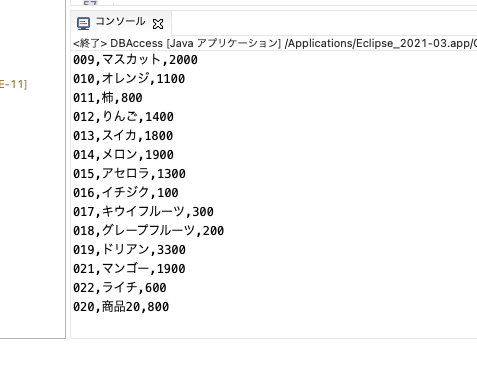 コンソール
<終了> DBAccess [Java アプリケーション] /Applications/Eclipse_2021-03.app/
E-11]
009,マスカット,2000
010,オレンジ,1100
011,柿,800
012,りんご,1400
013,スイカ,1800
014,メロン,1900
015,アセロラ,1300
016,イチジク,100
017,キウイフルーツ,300
018,グレープフルーツ,200
019,ドリアン,3300
021,マンゴー,1900
022,ライチ,600
020,商品20,800